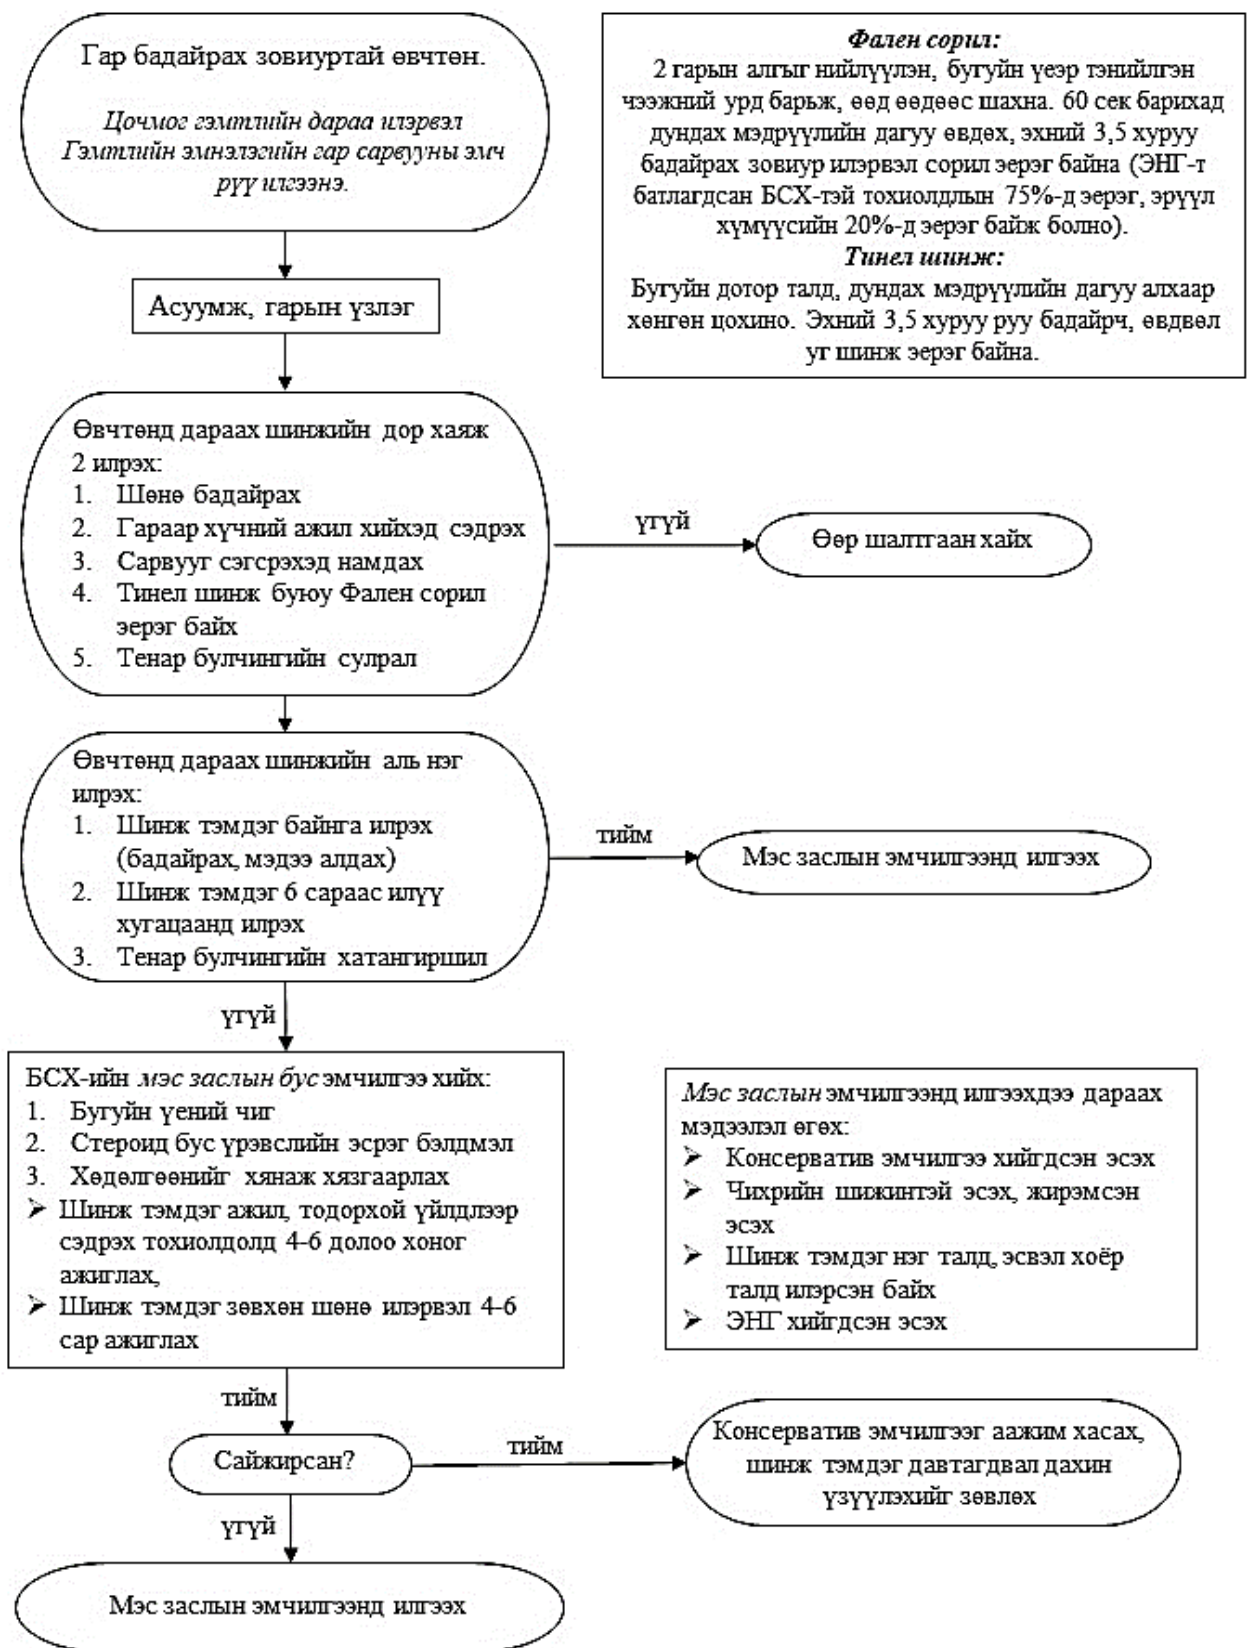 Гар бадайрах зовиуртай өвчтөн.
Цочмог гэмтлийн дараа илэрвэл
Гэмтлийн эмнэлэгийн гар сарвууны эмч
рүү илгээнэ.
Фален сорил:
2 гарын алгыг нийлүүлэн, бугуйн үеэр тэнийлгэн
чээжний урд барьж, өөд өөдөөс шахна. 60 сек барихад
дундах мэдрүүлийн дагуу өвдөх, эхний 3,5 хуруу
бадайрах зовиур илэрвэл сорил эерэг байна (ЭНГ-т
батлагдсан БСХ-тэй тохиолдлын 75%-д эерэг, эрүүл
хүмүүсийн 20%-д эерэг байж болно).
Тинел шинж:
Бугуйн дотор талд, дундах мэдрүүлийн дагуу алхаар
хөнгөн цохино. Эхний 3,5 хуруу руу бадайрч, өвдвөл
уг шинж эерэг байна.
Асуумж, гарын үзлэг
Өвчтөнд дараах шинжийн дор хаяж
2 илрэх:
1. Шөнө бадайрах
2. Гараар хүчний ажил хийхэд сэдрэх
3. Сарвууг сэгсрэхэд намдах
4. Тинел шинж буюу Фален сорил
эерэг байх
5. Тенар булчингийн сулрал
үгүй
Өөр шалтгаан хайх
Өвчтөнд дараах шинжийн аль нэг
илрэх:
1. Шинж тэмдэг байнга илрэх
(бадайрах, мэдээ алдах)
2. Шинж тэмдэг 6 сараас илүү
хугацаанд илрэх
3. Тенар булчингийн хатангиршил
тийм
Мэс заслын эмчилгээнд илгээх
үгүй
БСХ-ийн мэс заслын бус эмчилгээ хийх:
1. Бугуйн үений чиг
2. Стероид бус үрэвслийн эсрэг бэлдмэл
3. Хөдөлгөөнийг хянаж хязгаарлах
➢ Шинж тэмдэг ажил, тодорхой үйлдлээр
сэдрэх тохиолдолд 4-6 долоо хоног
ажиглах,
➢ Шинж тэмдэг зөвхөн шөнө илэрвэл 4-6
сар ажиглах
Мэс заслын эмчилгээнд илгээхдээ дараах
мэдээлэл өгөх:
➢ Консерватив эмчилгээ хийгдсэн эсэх
➢ Чихрийн шижинтэй эсэх, жирэмсэн
эсэх
➢ Шинж тэмдэг нэг талд, эсвэл хоёр
талд илэрсэн байх
➢ ЭНГ хийгдсэн эсэх
тийм
Сайжирсан?
тийм
Консерватив эмчилгээг аажим хасах,
шинж тэмдэг давтагдвал дахин
үзүүлэхийг зөвлөх
үгүй
Мэс заслын эмчилгээнд илгээх